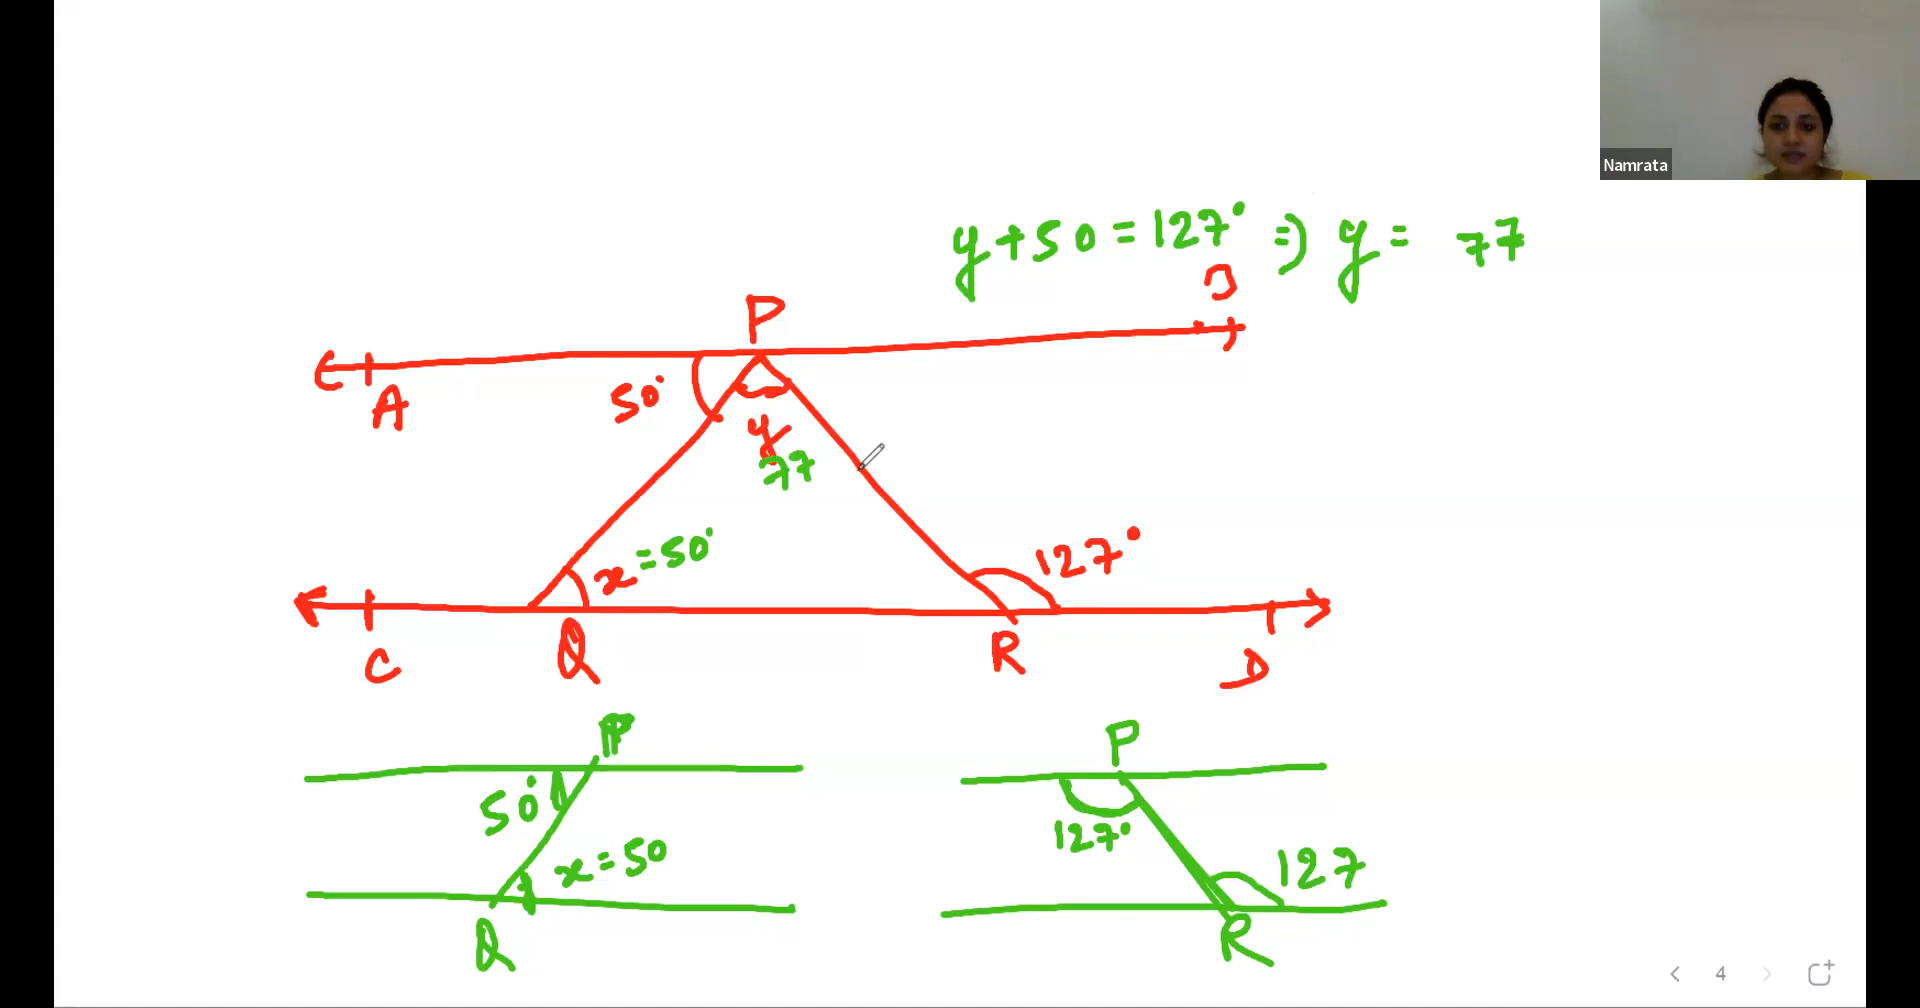 Namrata
y+50=127° ⇒ y= 77
B
P
A
50°
y
77
x=50°
127°
C
Q
R
D
P
50°
x=50
Q
P
127°
127
R
4